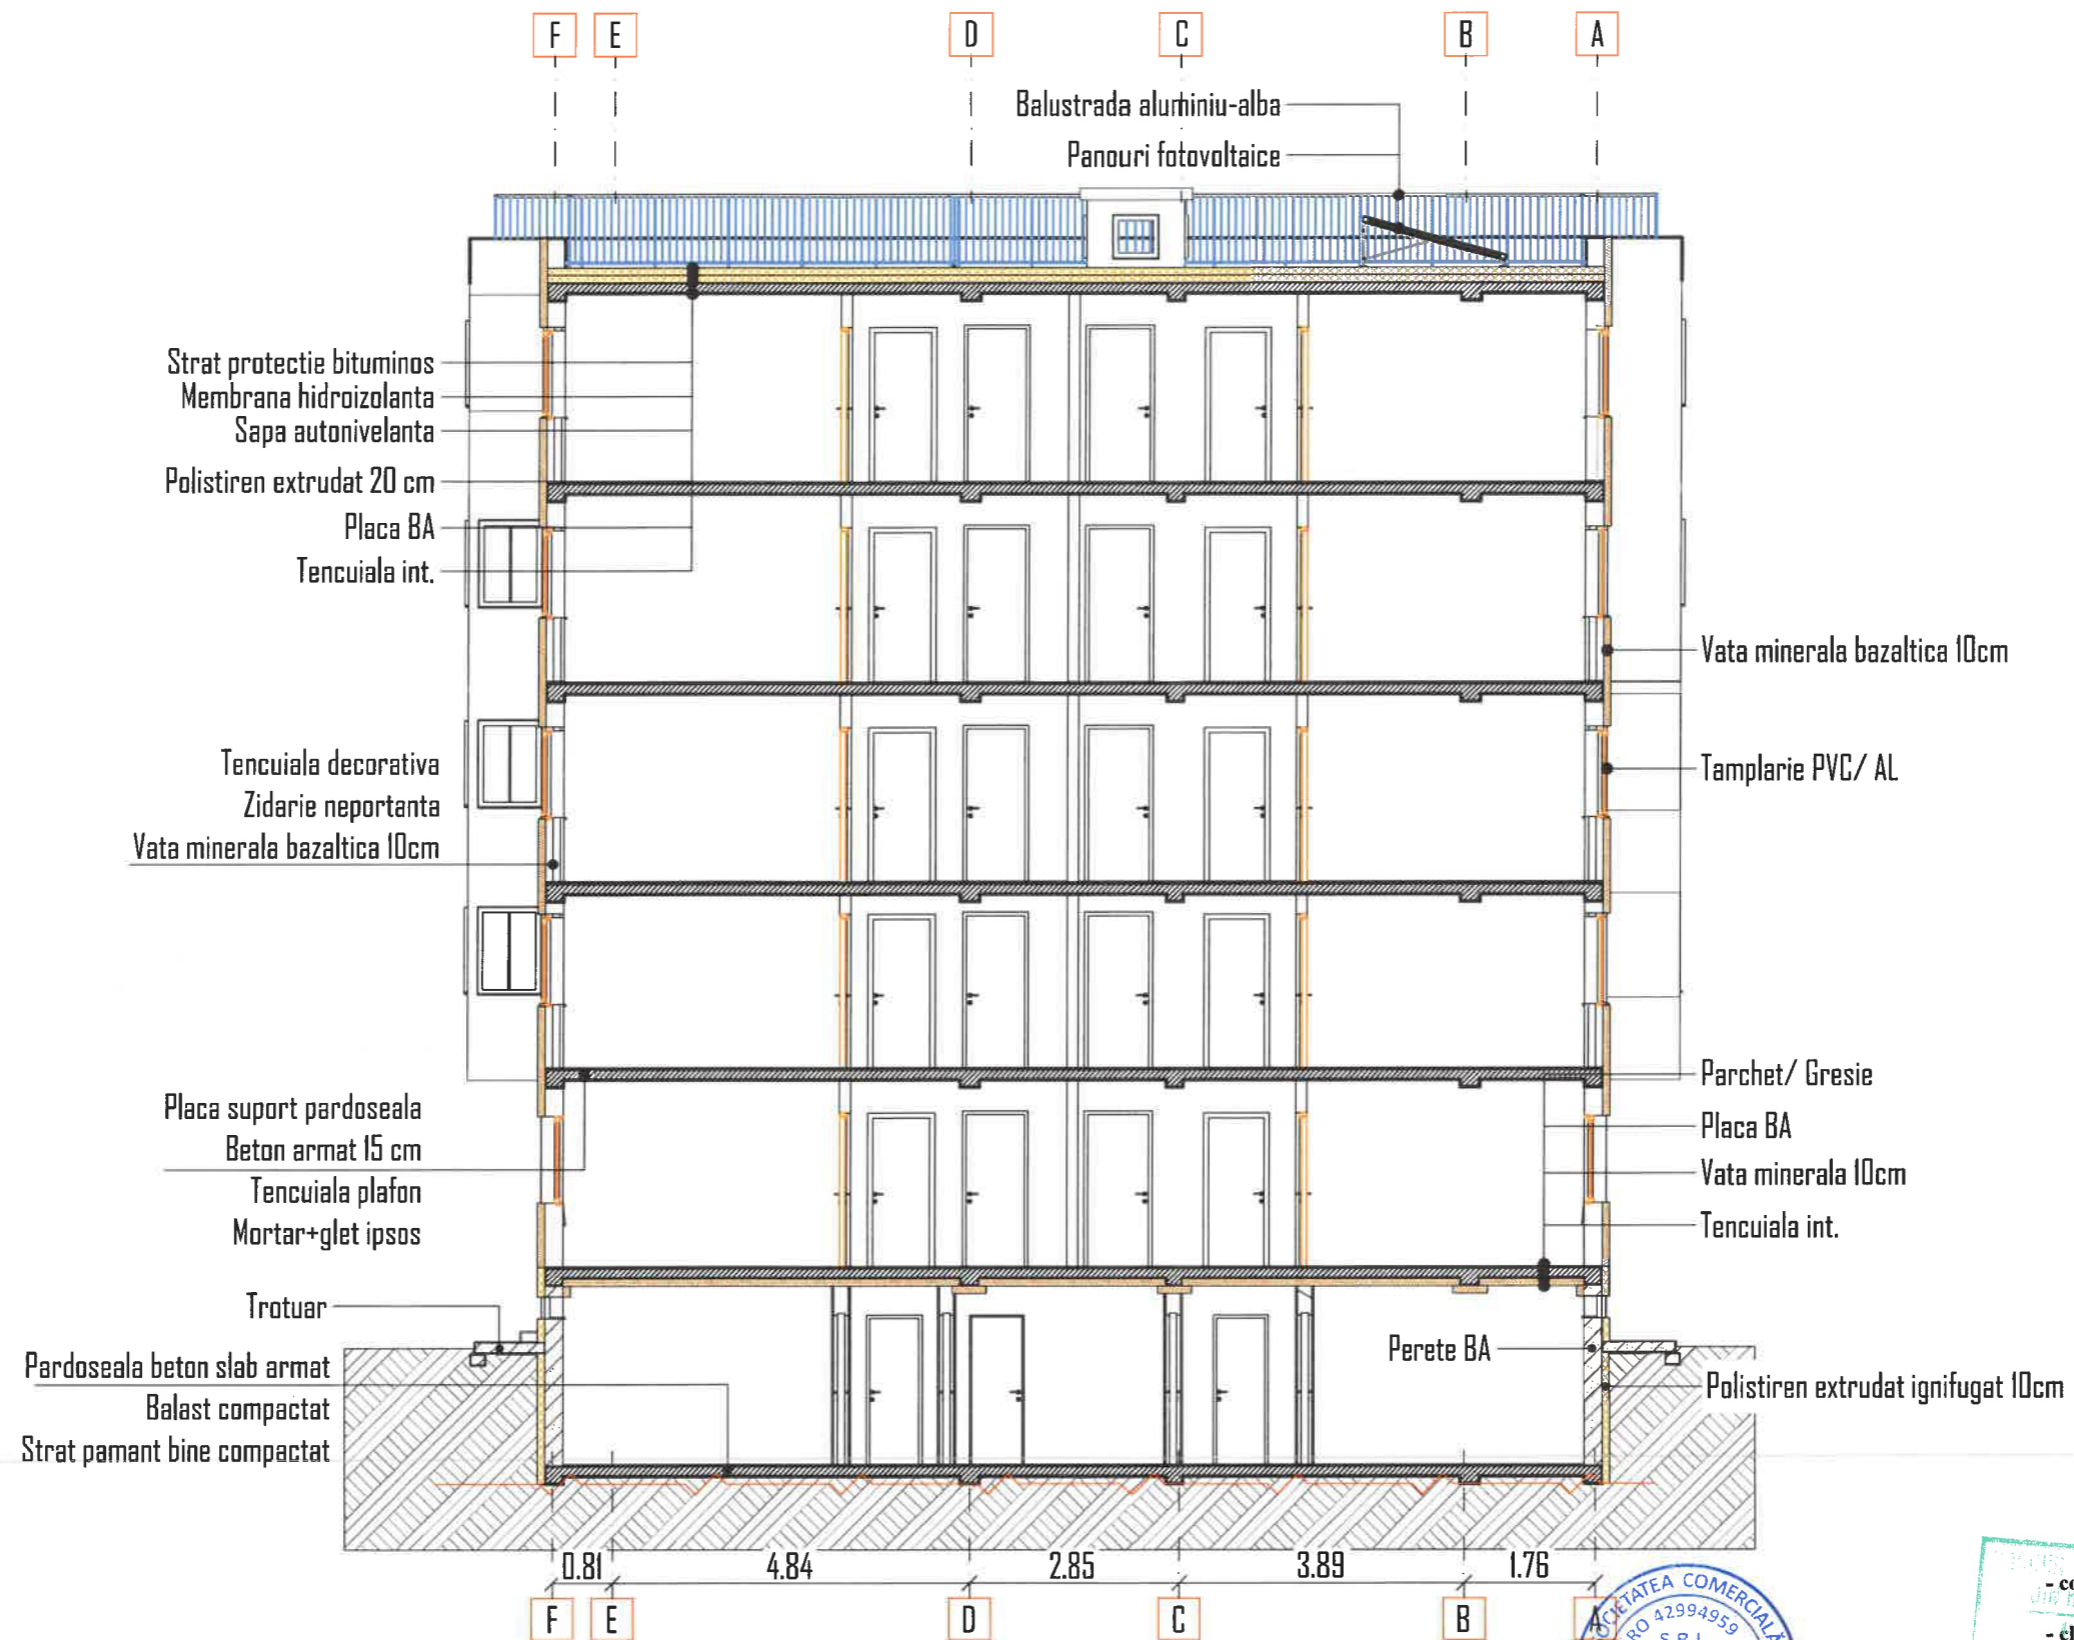 F E D C B A
Balustrada aluminiu-alba
Panouri fotovoltaice
Strat protectie bituminos
Membrana hidroizolanta
Sapa autonivelanta
Polistiren extrudat 20 cm
Placa BA
Tencuiala int.
Vata minerala bazaltica 10cm
Tencuiala decorativa
Zidarie neportanta
Vata minerala bazaltica 10cm
Tamplarie PVC/ AL
Placa suport pardoseala
Beton armat 15 cm
Tencuiala plafon
Mortar+glet ipsos
Parchet/ Gresie
Placa BA
Vata minerala 10cm
Tencuiala int.
Trotuar
Perete BA
Pardoseala beton slab armat
Balast compactat
Strat pamant bine compactat
Polistiren extrudat ignifugat 10cm
0.81 4.84 2.85 3.89 1.76
F E D C B A
SOCIETATEA COMERCIALĂ
RO 42994959
S.R.L.